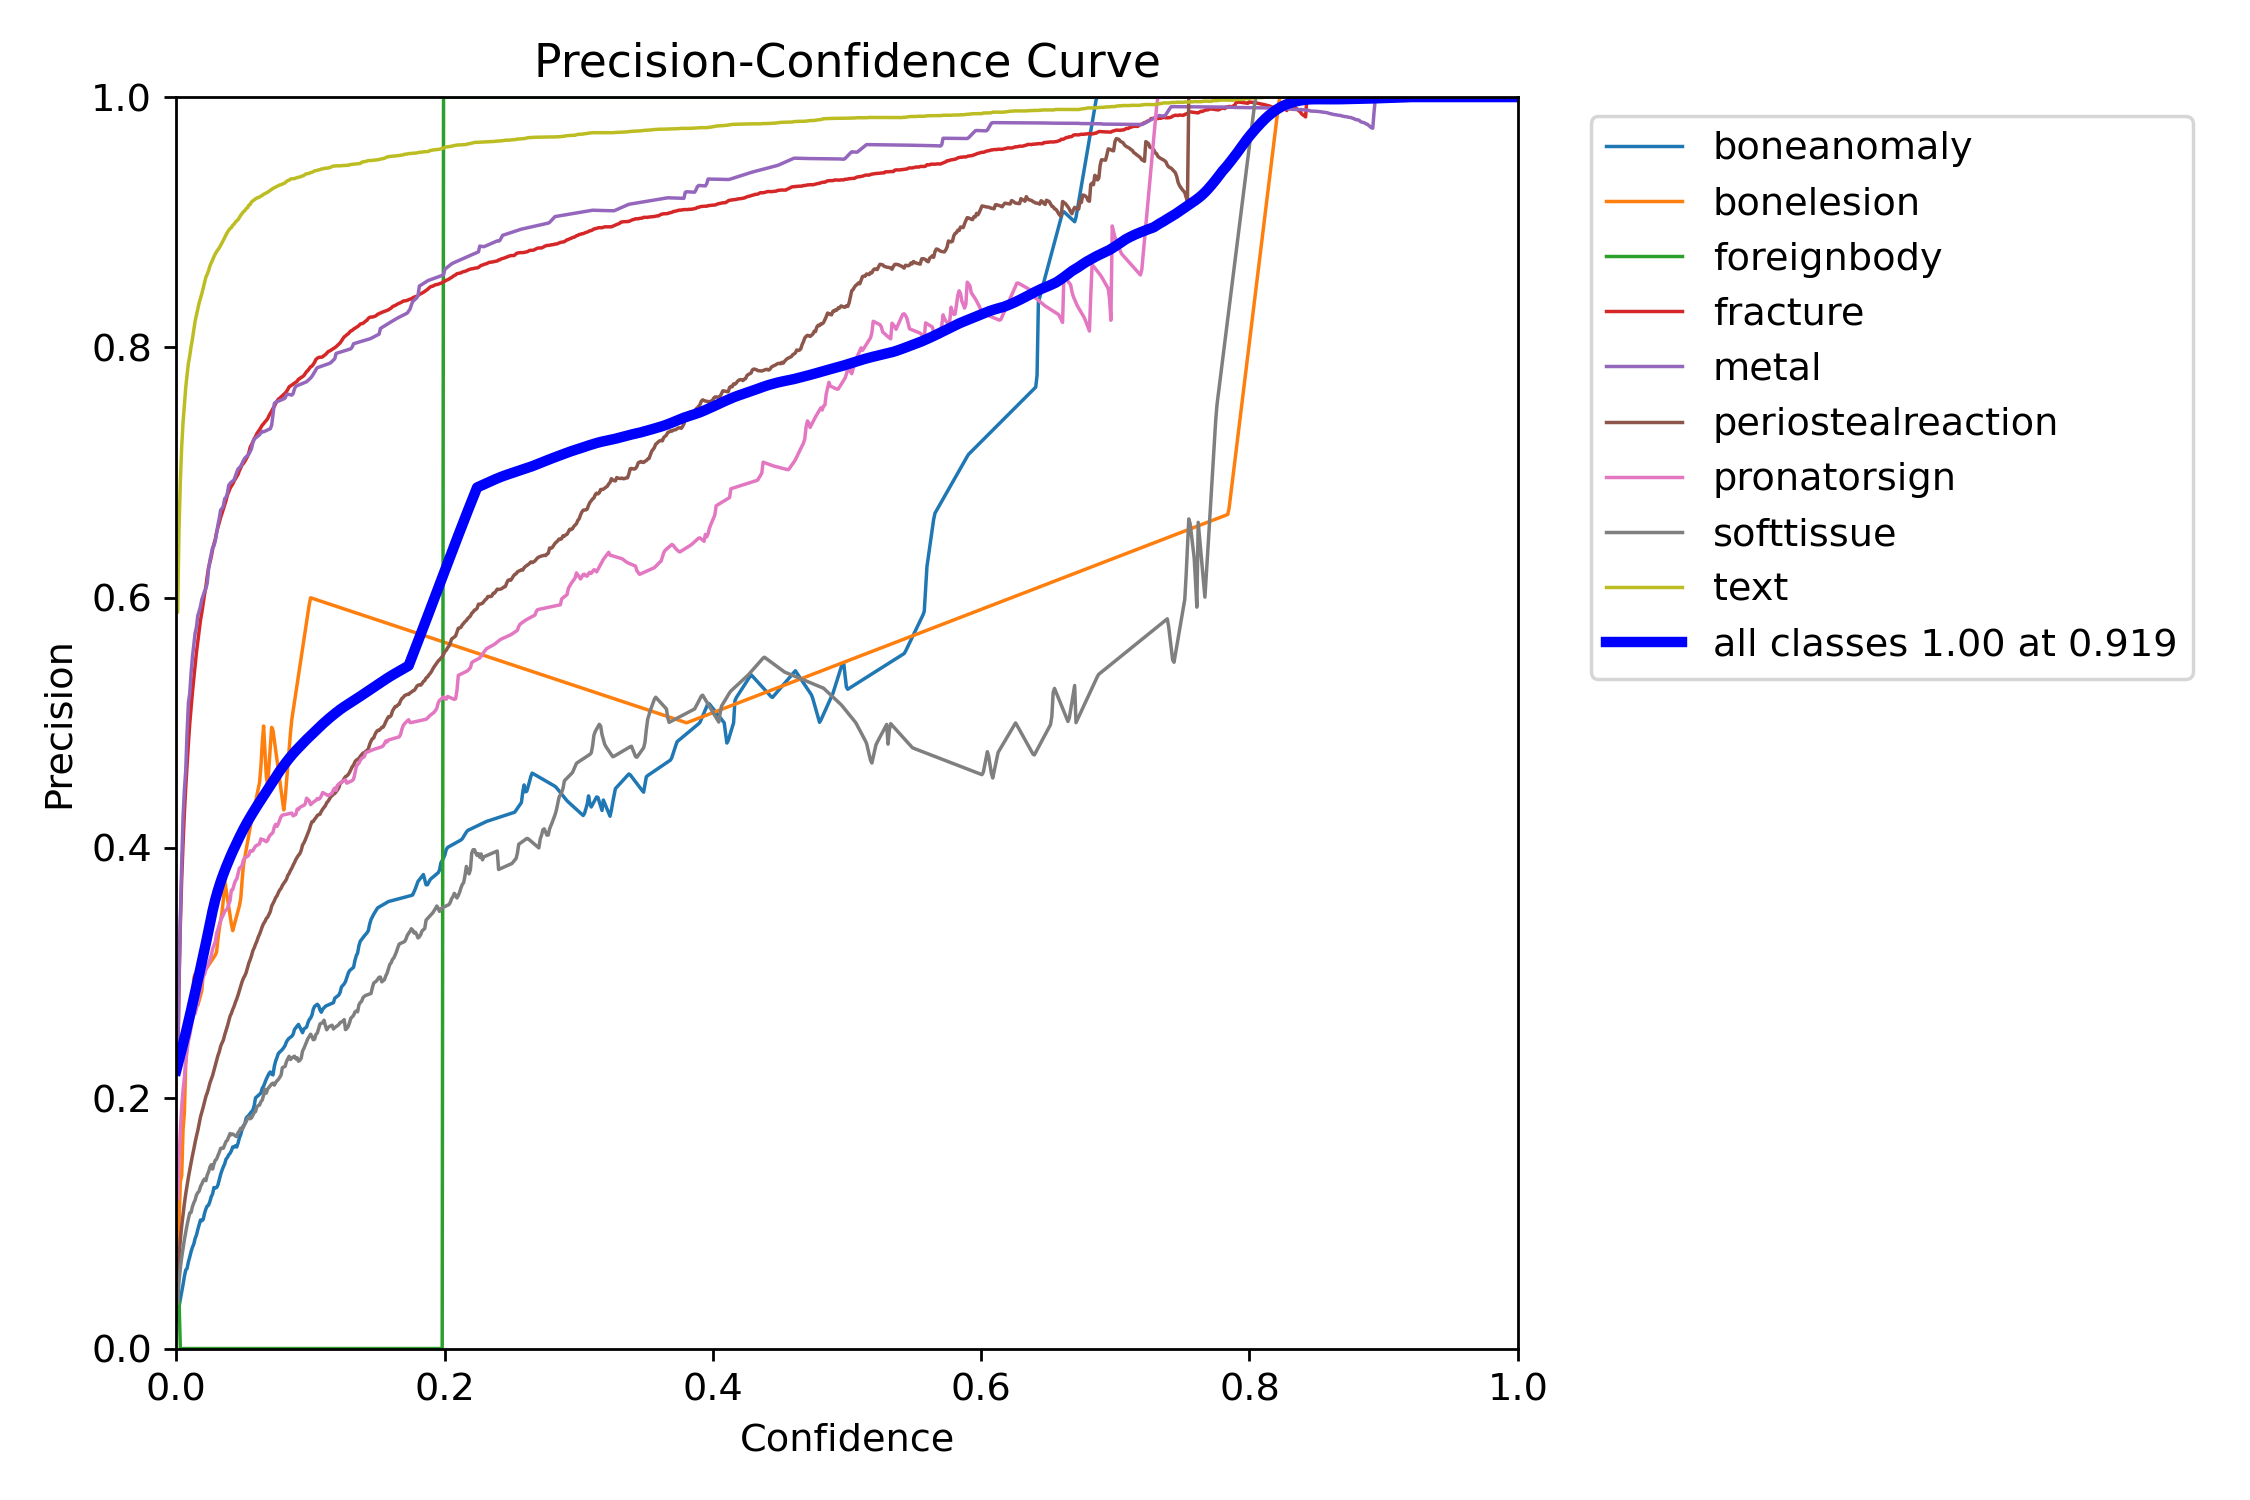 Precision-Confidence Curve
1.0
0.8
0.6
0.4
0.2
0.0
Precision
0.0 0.2 0.4 0.6 0.8 1.0
Confidence
boneanomaly
bonelesion
foreignbody
fracture
metal
periostealreaction
pronatorsign
softtissue
text
all classes 1.00 at 0.919